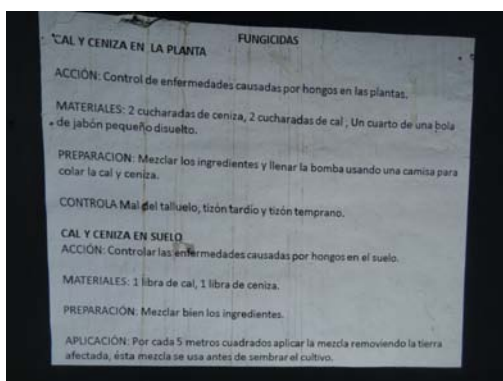 FUNGICIDAS
CAL Y CENIZA EN LA PLANTA
ACCIÓN: Control de enfermedades causadas por hongos en las plantas.
MATERIALES: 2 cucharadas de ceniza, 2 cucharadas de cal , Un cuarto de una bola
de jabón pequeño disuelto.
PREPARACION: Mezclar los ingredientes y llenar la bomba usando una camisa para
colar la cal y ceniza.
CONTROLA Mal del talluelo, tizón tardío y tizón temprano.
CAL Y CENIZA EN SUELO
ACCIÓN: Controlar las enfermedades causadas por hongos en el suelo.
MATERIALES: 1 libra de cal, 1 libra de ceniza.
PREPARACIÓN: Mezclar bien los ingredientes.
APLICACIÓN: Por cada 5 metros cuadrados aplicar la mezcla removiendo la tierra
afectada, ésta mezcla se usa antes de sembrar el cultivo.